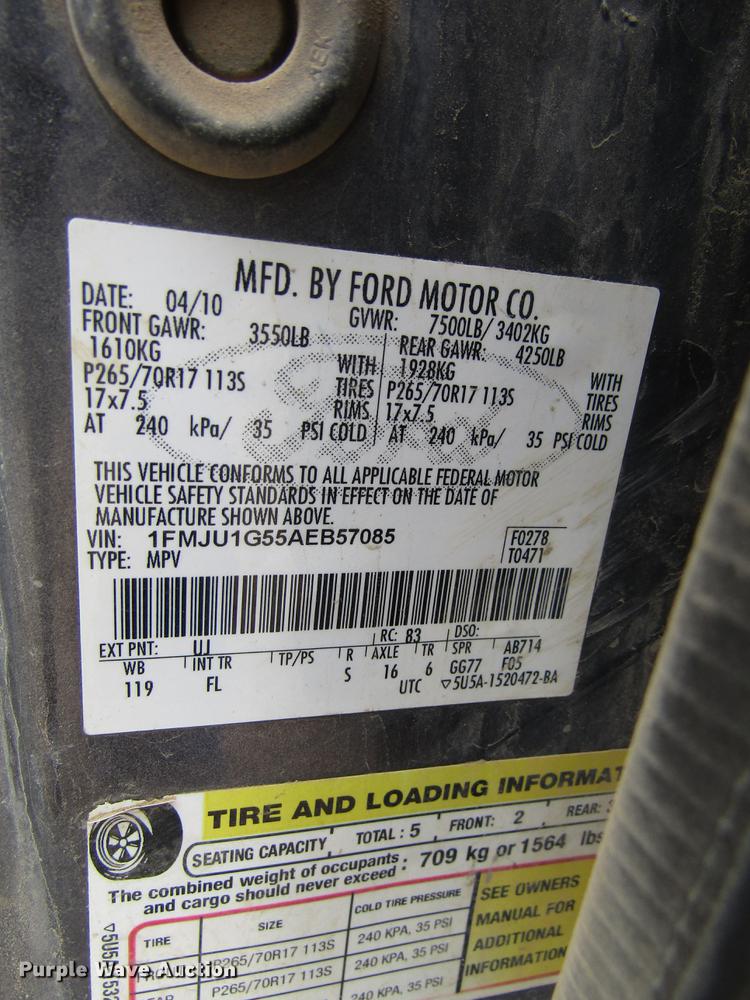 MFD. BY FORD MOTOR CO.
DATE: 04/10 GVWR: 7500LB/3402KG
FRONT GAWR: 3550LB REAR GAWR: 4250LB
1610KG WITH 1928KG WITH
P265/70R17 113S TIRES P265/70R17 113S TIRES
17x7.5 RIMS 17x7.5 RIMS
AT 240 kPa/ 35 PSI COLD AT 240 kPa/ 35 PSI COLD
THIS VEHICLE CONFORMS TO ALL APPLICABLE FEDERAL MOTOR
VEHICLE SAFETY STANDARDS IN EFFECT ON THE DATE OF
MANUFACTURE SHOWN ABOVE.
VIN: 1FMJU1G55AEB57085 F0278
TYPE: MPV T0471
EXT PNT: UJ RC: 83 DSO:
WB INT TR TP/PS R AXLE TR SPR AB714
119 FL S 16 6 GG77 F05
UTC ▽5U5A-1520472-BA
TIRE AND LOADING INFORMAT
SEATING CAPACITY TOTAL : 5 FRONT: 2 REAR:
The combined weight of occupants : 709 kg or 1564 lbs
and cargo should never exceed
TIRE SIZE COLD TIRE PRESSURE SEE OWNERS
MANUAL FOR
P265/70R17 113S 240 KPA, 35 PSI ADDITIONAL
P265/70R17 113S 240 KPA, 35 PSI INFORMATION
240 KPA, 35 PSI
Purple Wave Auction